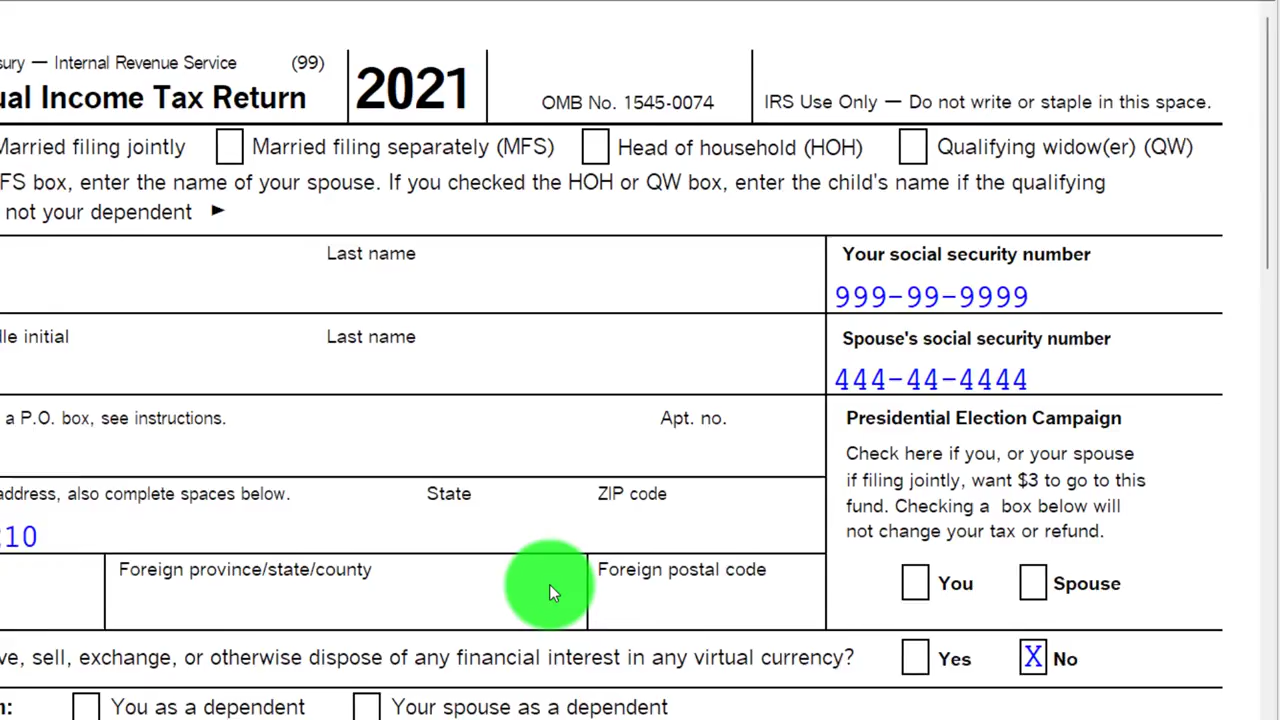 sury — Internal Revenue Service (99)
ual Income Tax Return 2021 OMB No. 1545-0074 IRS Use Only — Do not write or staple in this space.
Married filing jointly Married filing separately (MFS) Head of household (HOH) Qualifying widow(er) (QW)
FS box, enter the name of your spouse. If you checked the HOH or QW box, enter the child's name if the qualifying
not your dependent ►
Last name
Your social security number
999-99-9999
dle initial Last name
Spouse's social security number
444-44-4444
a P.O. box, see instructions. Apt. no.
Presidential Election Campaign
Check here if you, or your spouse
if filing jointly, want $3 to go to this
fund. Checking a box below will
not change your tax or refund.
You Spouse
address, also complete spaces below. State ZIP code
210
Foreign province/state/county Foreign postal code
ve, sell, exchange, or otherwise dispose of any financial interest in any virtual currency? Yes X No
n: You as a dependent Your spouse as a dependent